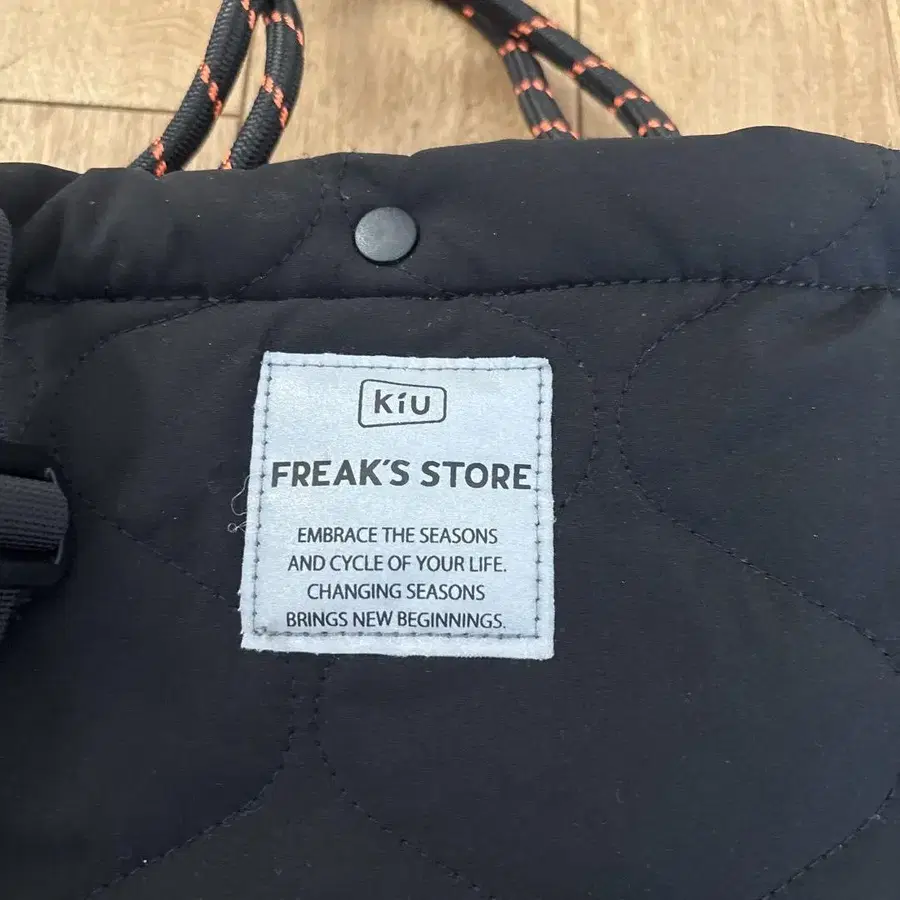 kiU
FREAK'S STORE
EMBRACE THE SEASONS
AND CYCLE OF YOUR LIFE.
CHANGING SEASONS
BRINGS NEW BEGINNINGS.